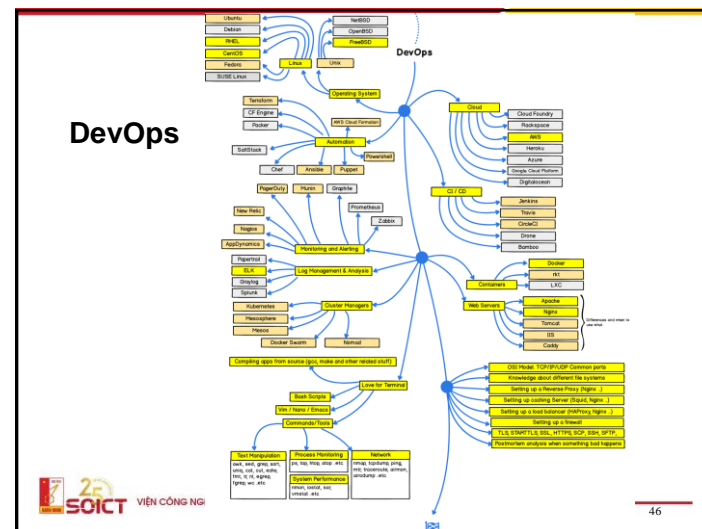 DevOps
DevOps
Ubuntu
Debian
RHEL
CentOS
Fedora
SUSE Linux
Linux
NetBSD
OpenBSD
FreeBSD
Unix
Operating System
Terraform
CF Engine
Packer
SaltStack
Chef
Ansible
Puppet
Powershell
AWS Cloud Formation
Automation
Cloud
Cloud Foundry
Rackspace
AWS
Heroku
Azure
Google Cloud Platform
Digitalocean
CI / CD
Jenkins
Travis
CircleCI
Drone
Bamboo
PagerDuty
Munin
Graphite
Prometheus
Zabbix
New Relic
Nagios
AppDynamics
Monitoring and Alerting
Papertrail
ELK
Graylog
Splunk
Log Management & Analysis
Containers
Docker
rkt
LXC
Web Servers
Apache
Nginx
Tomcat
IIS
Caddy
Differences and when to
use what
Cluster Managers
Kubernetes
Mesosphere
Mesos
Docker Swarm
Nomad
Compiling apps from source (gcc, make and other related stuff)
Love for Terminal
Bash Scripts
Vim / Nano / Emacs
Commands/Tools
OSI Model: TCP/IP/UDP Common ports
Knowledge about different file systems
Setting up a Reverse Proxy (Nginx ..)
Setting up caching Server (Squid, Nginx ..)
Setting up a load balancer (HAProxy, Nginx ..)
Setting up a firewall
TLS, STARTTLS, SSL, HTTPS, SCP, SSH, SFTP,
Postmortem analysis when something bad happens
Text Manipulation
awk, sed, grep, sort,
uniq, cat, cut, echo,
fmt, tr, nl, egrep,
fgrep, wc .etc
Process Monitoring
ps, top, htop, atop .etc
System Performance
nmon, iostat, sar,
vmstat .etc
Network
nmap, tcpdump, ping,
mtr, traceroute, airmon,
airodump .etc
25
SOICT
VIỆN CÔNG NG
46